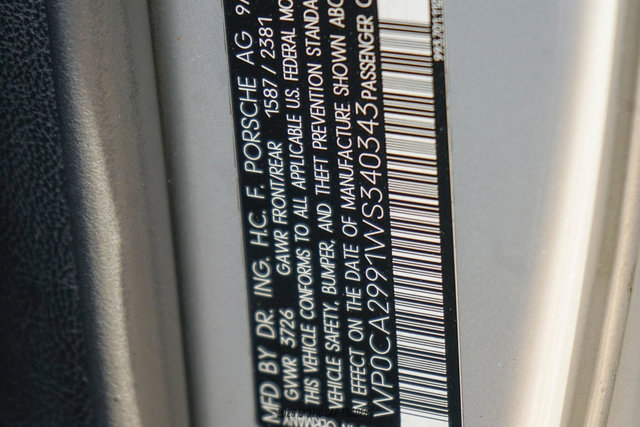 MFD BY DR. ING. H.C. F. PORSCHE AG 9/
GVWR 3726 GAWR FRONT/REAR 1587/2381
THIS VEHICLE CONFORMS TO ALL APPLICABLE U.S. FEDERAL MO
VEHICLE SAFETY, BUMPER, AND THEFT PREVENTION STANDA
IN EFFECT ON THE DATE OF MANUFACTURE SHOWN ABO
WP0CA2991WS340343 PASSENGER C